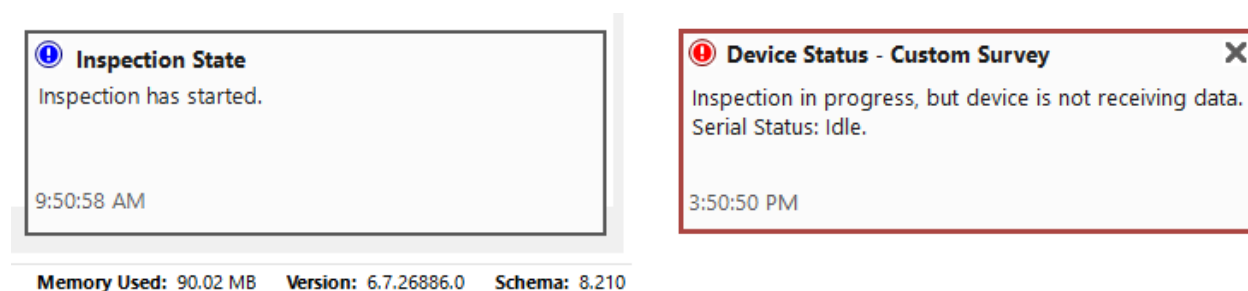 Inspection State
Inspection has started.
9:50:58 AM
Memory Used: 90.02 MB Version: 6.7.26886.0 Schema: 8.210
Device Status - Custom Survey
Inspection in progress, but device is not receiving data.
Serial Status: Idle.
3:50:50 PM